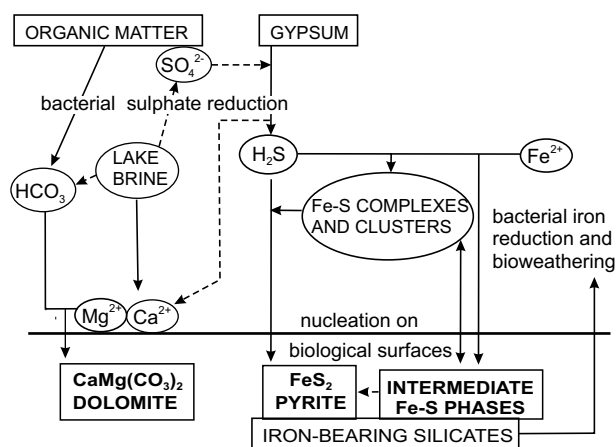 ORGANIC MATTER
GYPSUM
SO₄²⁻
bacterial sulphate reduction
HCO₃
LAKE
BRINE
H₂S
Fe²⁺
Fe-S COMPLEXES
AND CLUSTERS
bacterial iron
reduction and
bioweathering
Mg²⁺
Ca²⁺
nucleation on
biological surfaces
CaMg(CO₃)₂
DOLOMITE
FeS₂
PYRITE
INTERMEDIATE
Fe-S PHASES
IRON-BEARING SILICATES